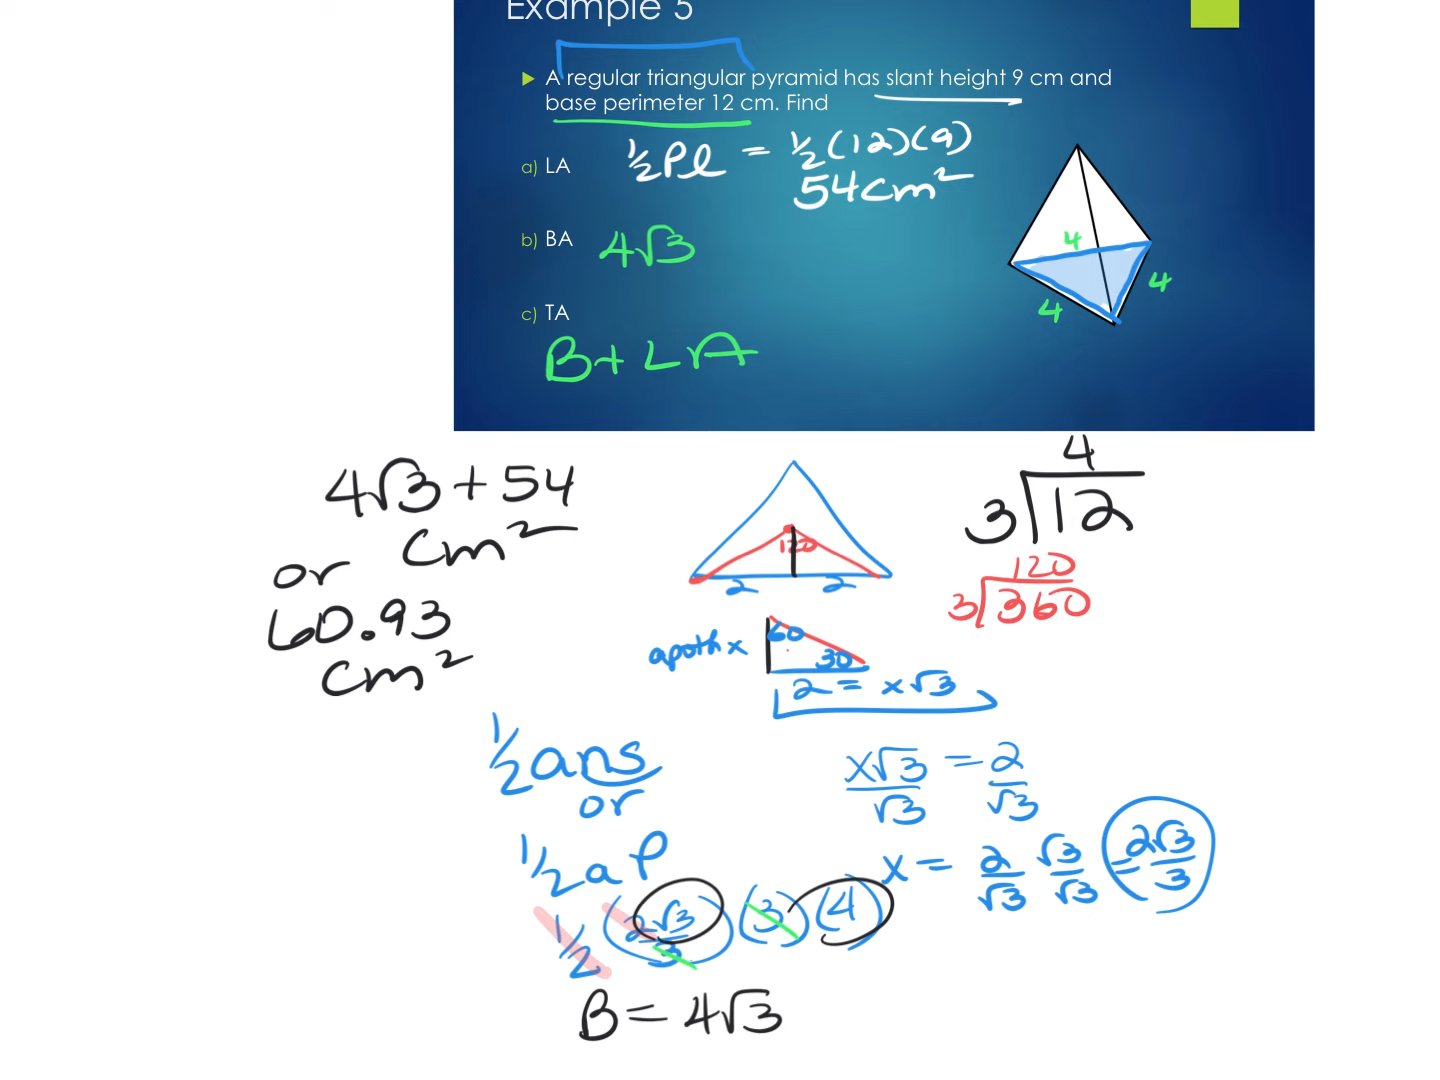 Example 5
A regular triangular pyramid has slant height 9 cm and
base perimeter 12 cm. Find
a) LA
½Pl = ½(12)(9)
54cm²
b) BA
4√3
c) TA
B+LA
4
4
4
4√3+54
cm²
or
60.93
cm²
120
2 2
4
3√12
120
3√360
apoth x
60
30
2 = x√3
½ans
or
½aP
½(2√3/3)(3)(4)
B=4√3
x√3/√3 = 2/√3
x = 2/√3 √3/√3 = 2√3/3